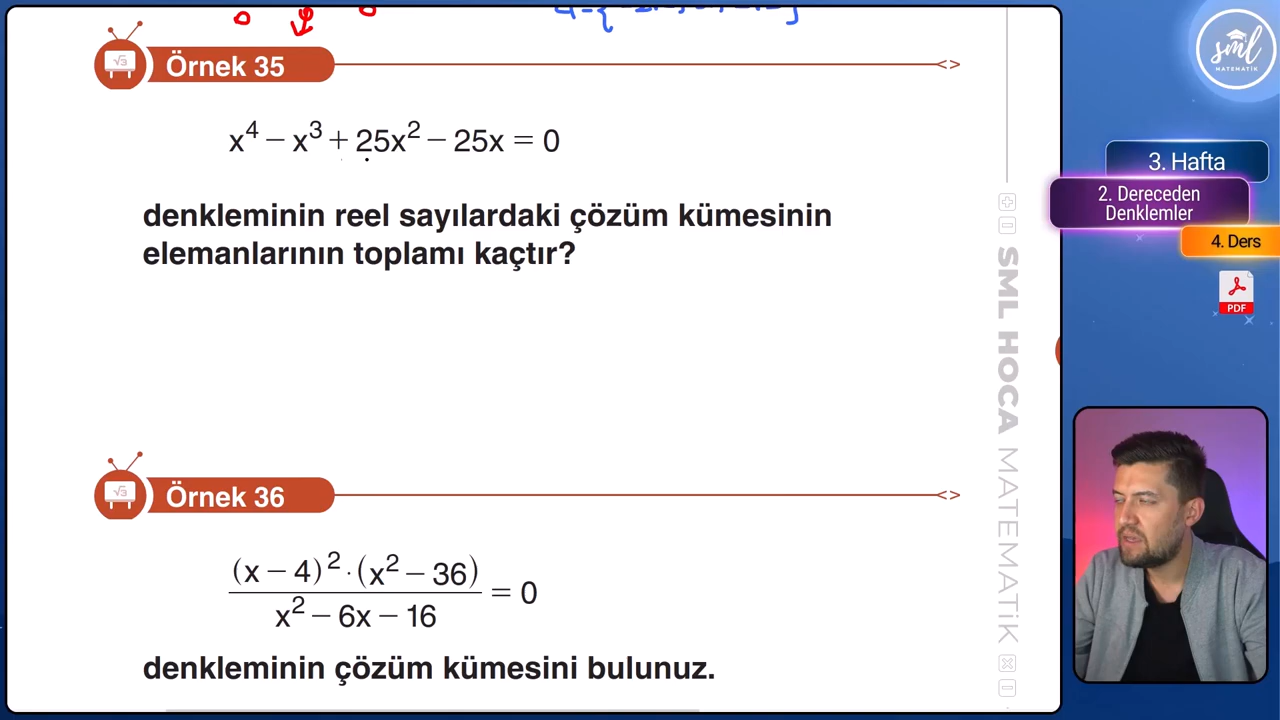 Örnek 35
x⁴ − x³ + 25x² − 25x = 0
denkleminin reel sayılardaki çözüm kümesinin
elemanlarının toplamı kaçtır?
Örnek 36
(x − 4)² · (x² − 36)
x² − 6x − 16
= 0
denkleminin çözüm kümesini bulunuz.
SML HOCA MATEMATİK
sml
MATEMATİK
3. Hafta
2. Dereceden
Denklemler
4. Ders
PDF
√3
√3